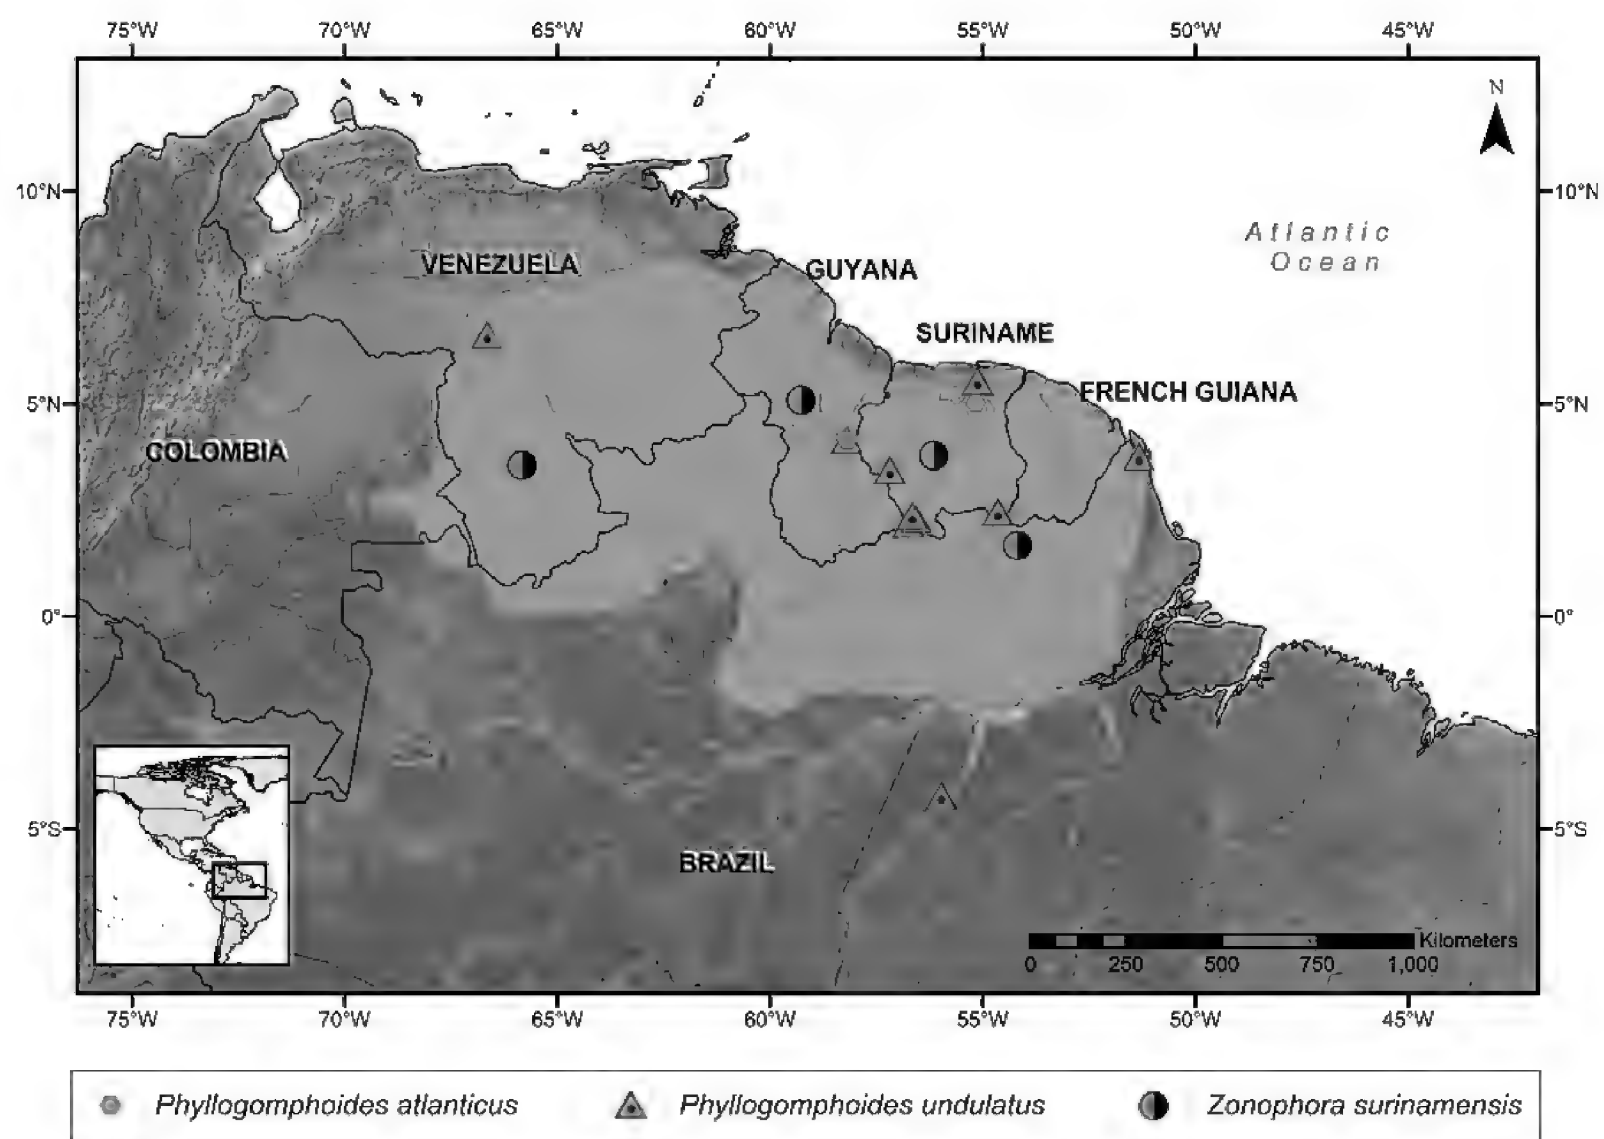 75°W 70°W 65°W 60°W 55°W 50°W 45°W
N
10°N 10°N
Atlantic
Ocean
VENEZUELA GUYANA
SURINAME
FRENCH GUIANA
5°N 5°N
COLOMBIA
0° 0°
5°S 5°S
BRAZIL
Kilometers
0 250 500 750 1,000
75°W 70°W 65°W 60°W 55°W 50°W 45°W
Phyllogomphoides atlanticus Phyllogomphoides undulatus Zonophora surinamensis